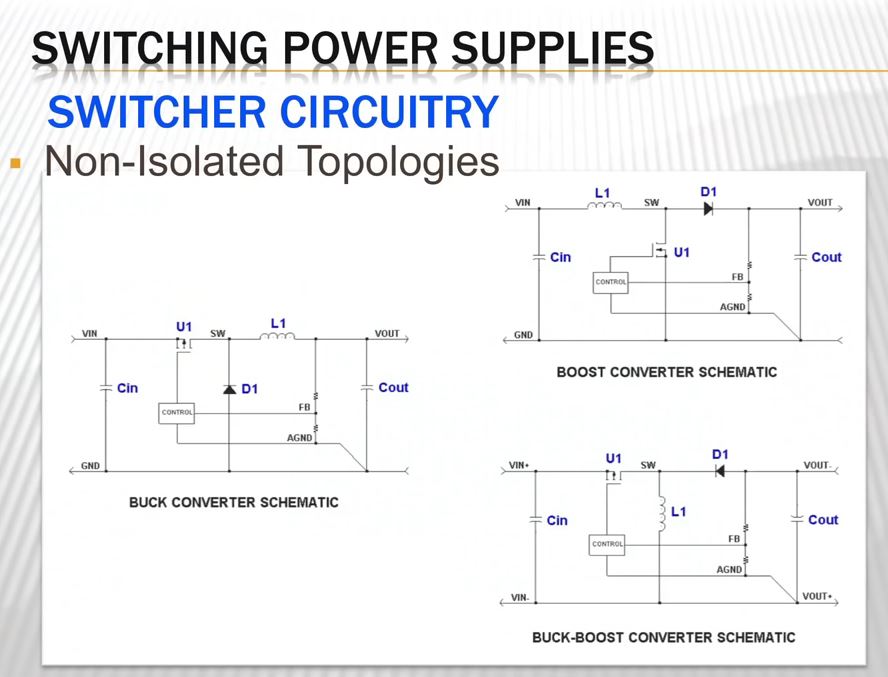 SWITCHING POWER SUPPLIES
SWITCHER CIRCUITRY
Non-Isolated Topologies
VIN
U1
SW
L1
VOUT
Cin
D1
Cout
CONTROL
FB
AGND
GND
BUCK CONVERTER SCHEMATIC
VIN
L1
SW
D1
VOUT
Cin
U1
Cout
CONTROL
FB
AGND
GND
BOOST CONVERTER SCHEMATIC
VIN+
U1
SW
D1
VOUT-
Cin
L1
Cout
CONTROL
FB
AGND
VIN-
VOUT+
BUCK-BOOST CONVERTER SCHEMATIC